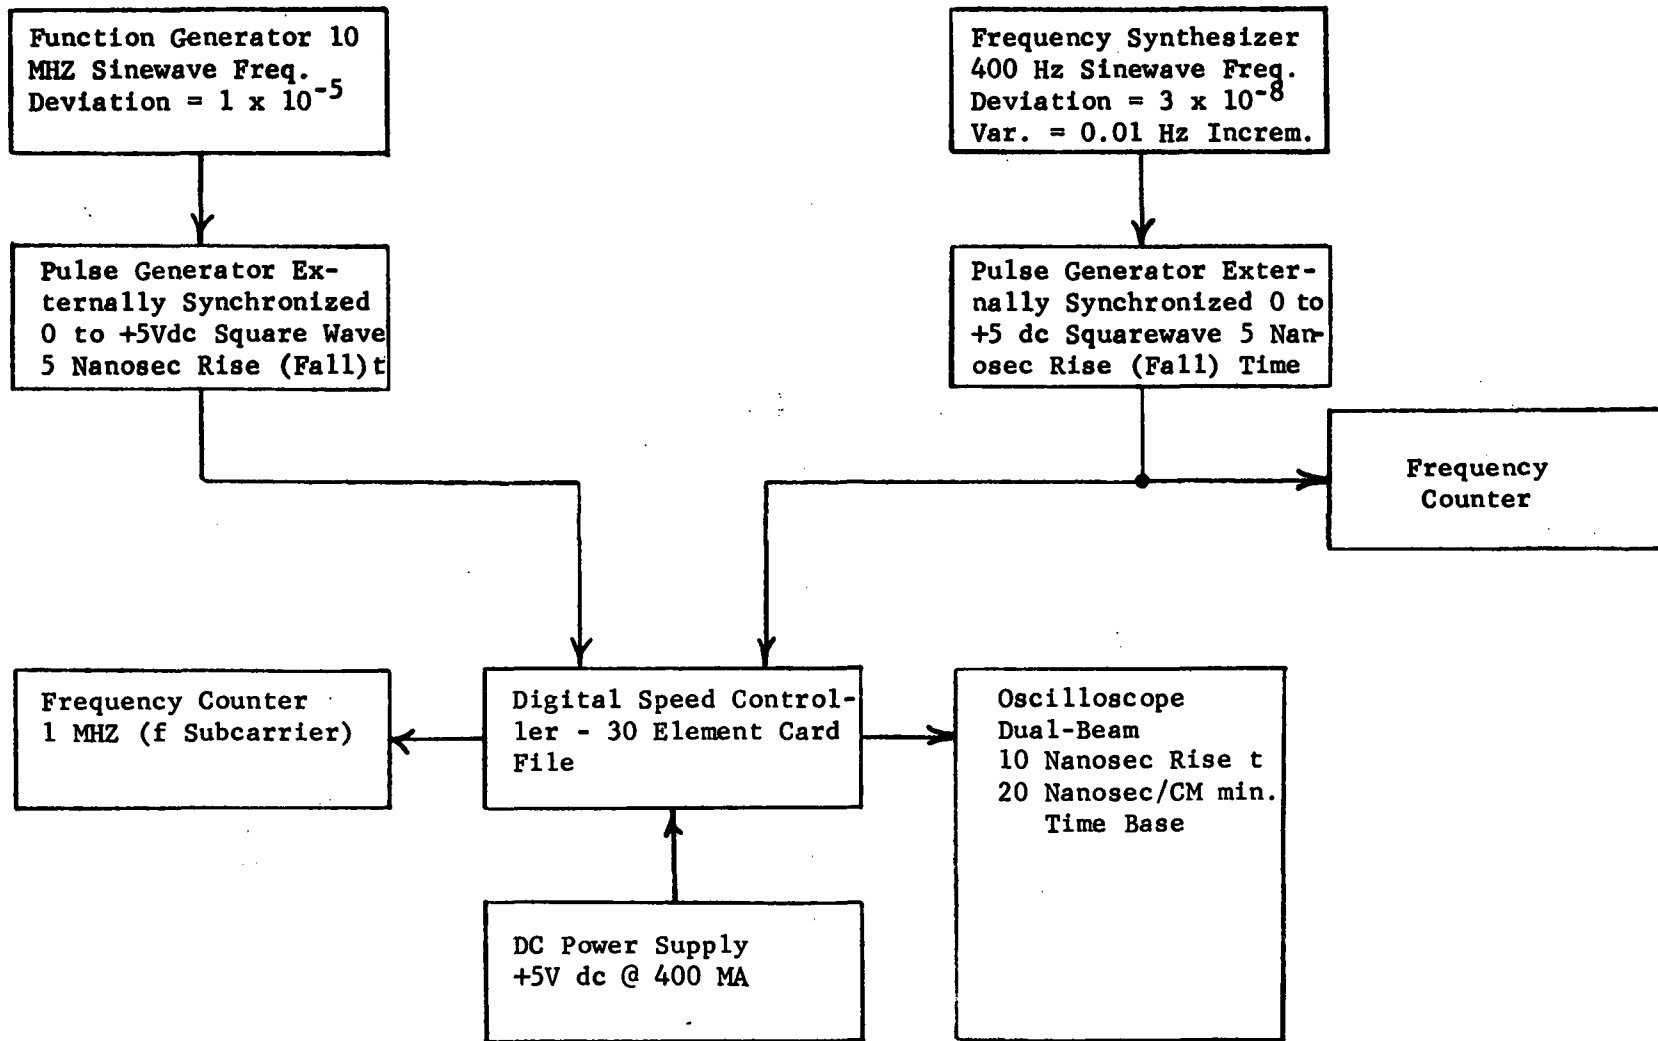 Function Generator 10
MHZ Sinewave Freq.
Deviation = 1 x 10-5
Frequency Synthesizer
400 Hz Sinewave Freq.
Deviation = 3 x 10-8
Var. = 0.01 Hz Increm.
Pulse Generator Ex-
ternally Synchronized
0 to +5Vdc Square Wave
5 Nanosec Rise (Fall)t
Pulse Generator Exter-
nally Synchronized 0 to
+5 dc Squarewave 5 Nan-
osec Rise (Fall) Time
Frequency
Counter
Frequency Counter
1 MHZ (f Subcarrier)
Digital Speed Control-
ler - 30 Element Card
File
Oscilloscope
Dual-Beam
10 Nanosec Rise t
20 Nanosec/CM min.
Time Base
DC Power Supply
+5V dc @ 400 MA